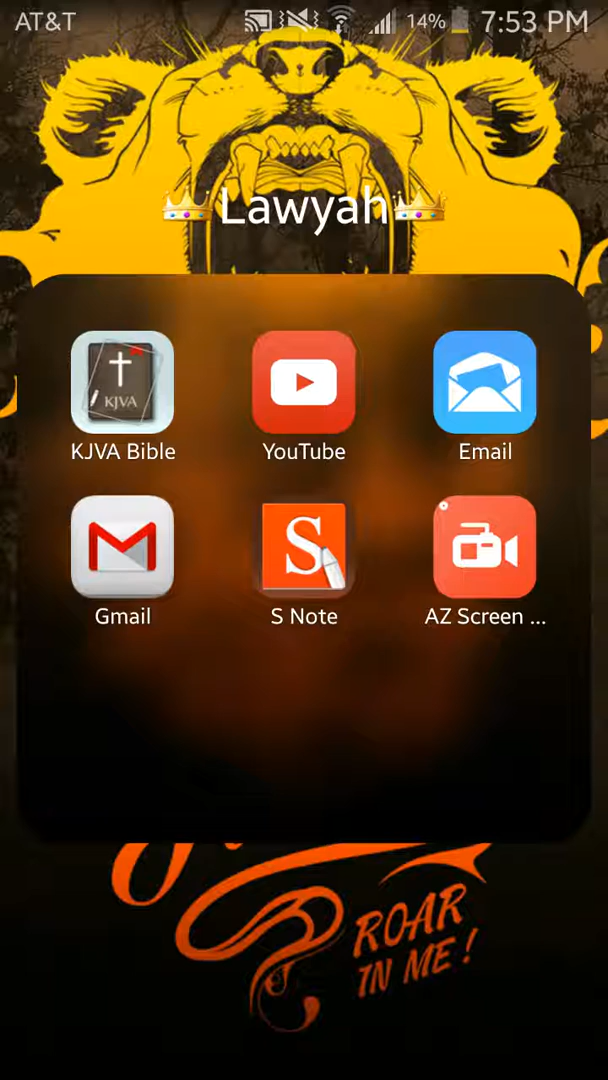 AT&T 14% 7:53 PM
👑Lawyah👑
KJVA
KJVA Bible YouTube Email
S
Gmail S Note AZ Screen ...
ROAR
IN ME!